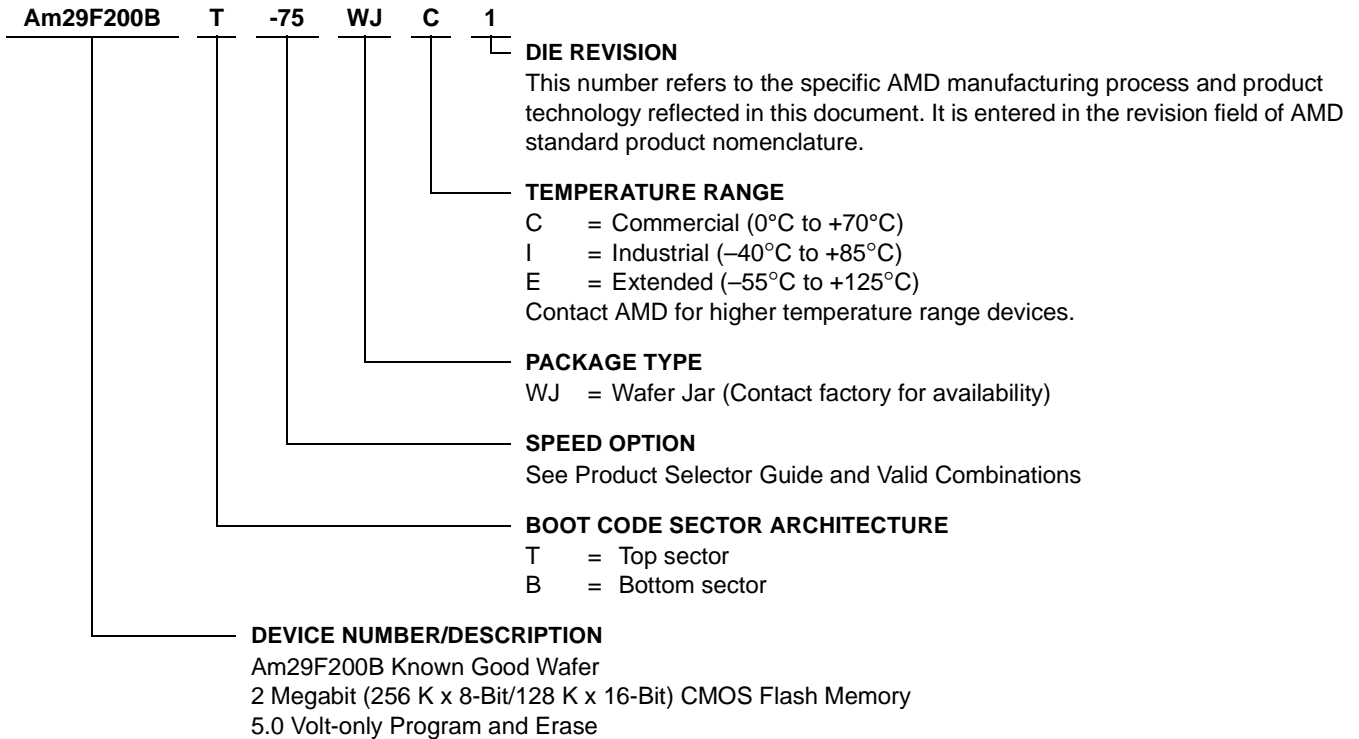 Am29F200B T -75 WJ C 1
DIE REVISION
This number refers to the specific AMD manufacturing process and product
technology reflected in this document. It is entered in the revision field of AMD
standard product nomenclature.
TEMPERATURE RANGE
C = Commercial (0°C to +70°C)
I = Industrial (–40°C to +85°C)
E = Extended (–55°C to +125°C)
Contact AMD for higher temperature range devices.
PACKAGE TYPE
WJ = Wafer Jar (Contact factory for availability)
SPEED OPTION
See Product Selector Guide and Valid Combinations
BOOT CODE SECTOR ARCHITECTURE
T = Top sector
B = Bottom sector
DEVICE NUMBER/DESCRIPTION
Am29F200B Known Good Wafer
2 Megabit (256 K x 8-Bit/128 K x 16-Bit) CMOS Flash Memory
5.0 Volt-only Program and Erase